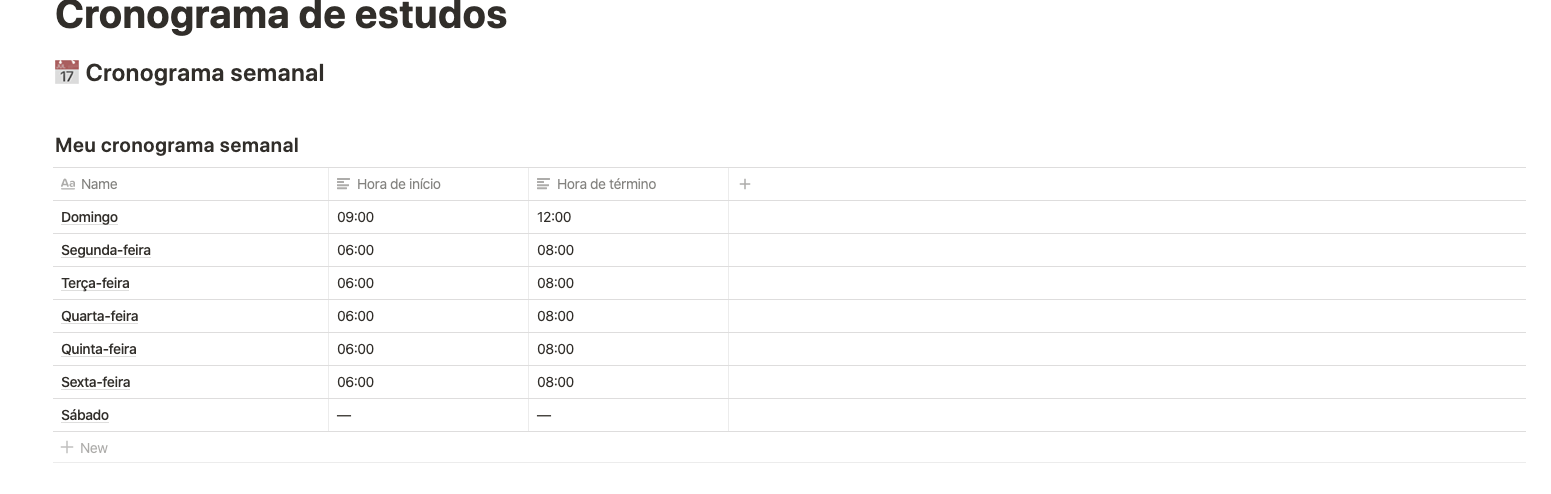 Cronograma de estudos
17 Cronograma semanal
Meu cronograma semanal
Aa Name Hora de início Hora de término +
Domingo 09:00 12:00
Segunda-feira 06:00 08:00
Terça-feira 06:00 08:00
Quarta-feira 06:00 08:00
Quinta-feira 06:00 08:00
Sexta-feira 06:00 08:00
Sábado — —
+ New